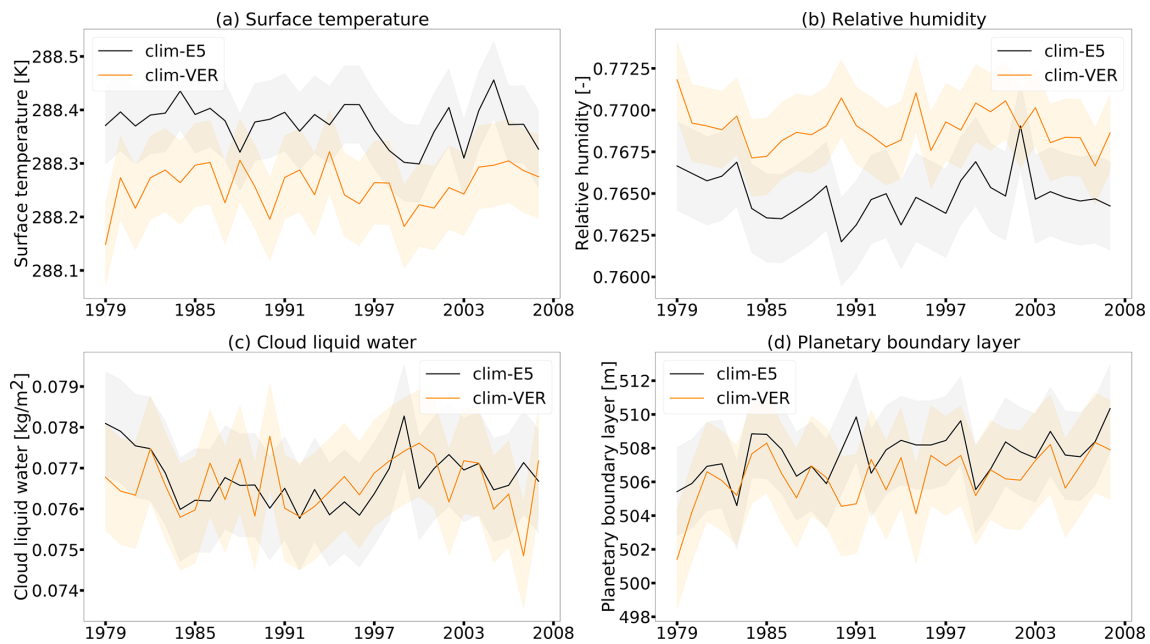 (a) Surface temperature
Surface temperature [K]
288.5
288.4
288.3
288.2
288.1
clim-E5
clim-VER
1979 1985 1991 1997 2003 2008
(b) Relative humidity
Relative humidity [-]
0.7725
0.7700
0.7675
0.7650
0.7625
0.7600
clim-E5
clim-VER
1979 1985 1991 1997 2003 2008
(c) Cloud liquid water
Cloud liquid water [kg/m²]
0.079
0.078
0.077
0.076
0.075
0.074
clim-E5
clim-VER
1979 1985 1991 1997 2003 2008
(d) Planetary boundary layer
Planetary boundary layer [m]
512
510
508
506
504
502
500
498
clim-E5
clim-VER
1979 1985 1991 1997 2003 2008